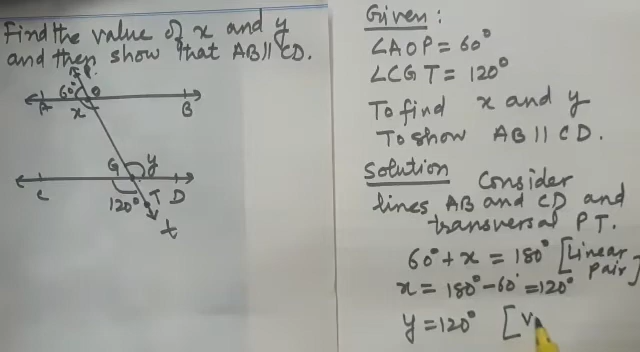 Find the value of x and y
and then show that AB || CD.
P
60° O
A x B
G y
C 120° T D
t
Given :
∠AOP = 60°
∠CGT = 120°
To find x and y
To show AB || CD.
Solution Consider
lines AB and CD and
transversal PT.
60° + x = 180° [Linear
pair]
x = 180° - 60° = 120°
y = 120° [V